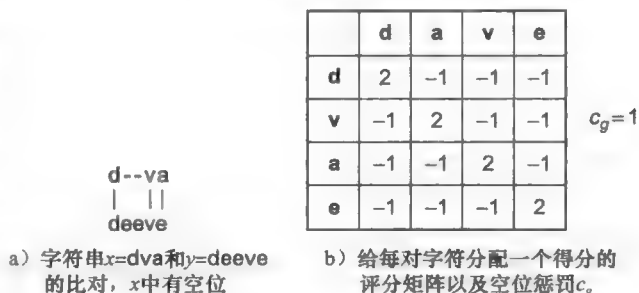 d a v e
d 2 -1 -1 -1
v -1 2 -1 -1
a -1 -1 2 -1
e -1 -1 -1 2
c_g=1
d--va
| ||
deeve
a）字符串x=dva和y=deeve
的比对，x中有空位
b）给每对字符分配一个得分的
评分矩阵以及空位惩罚c。